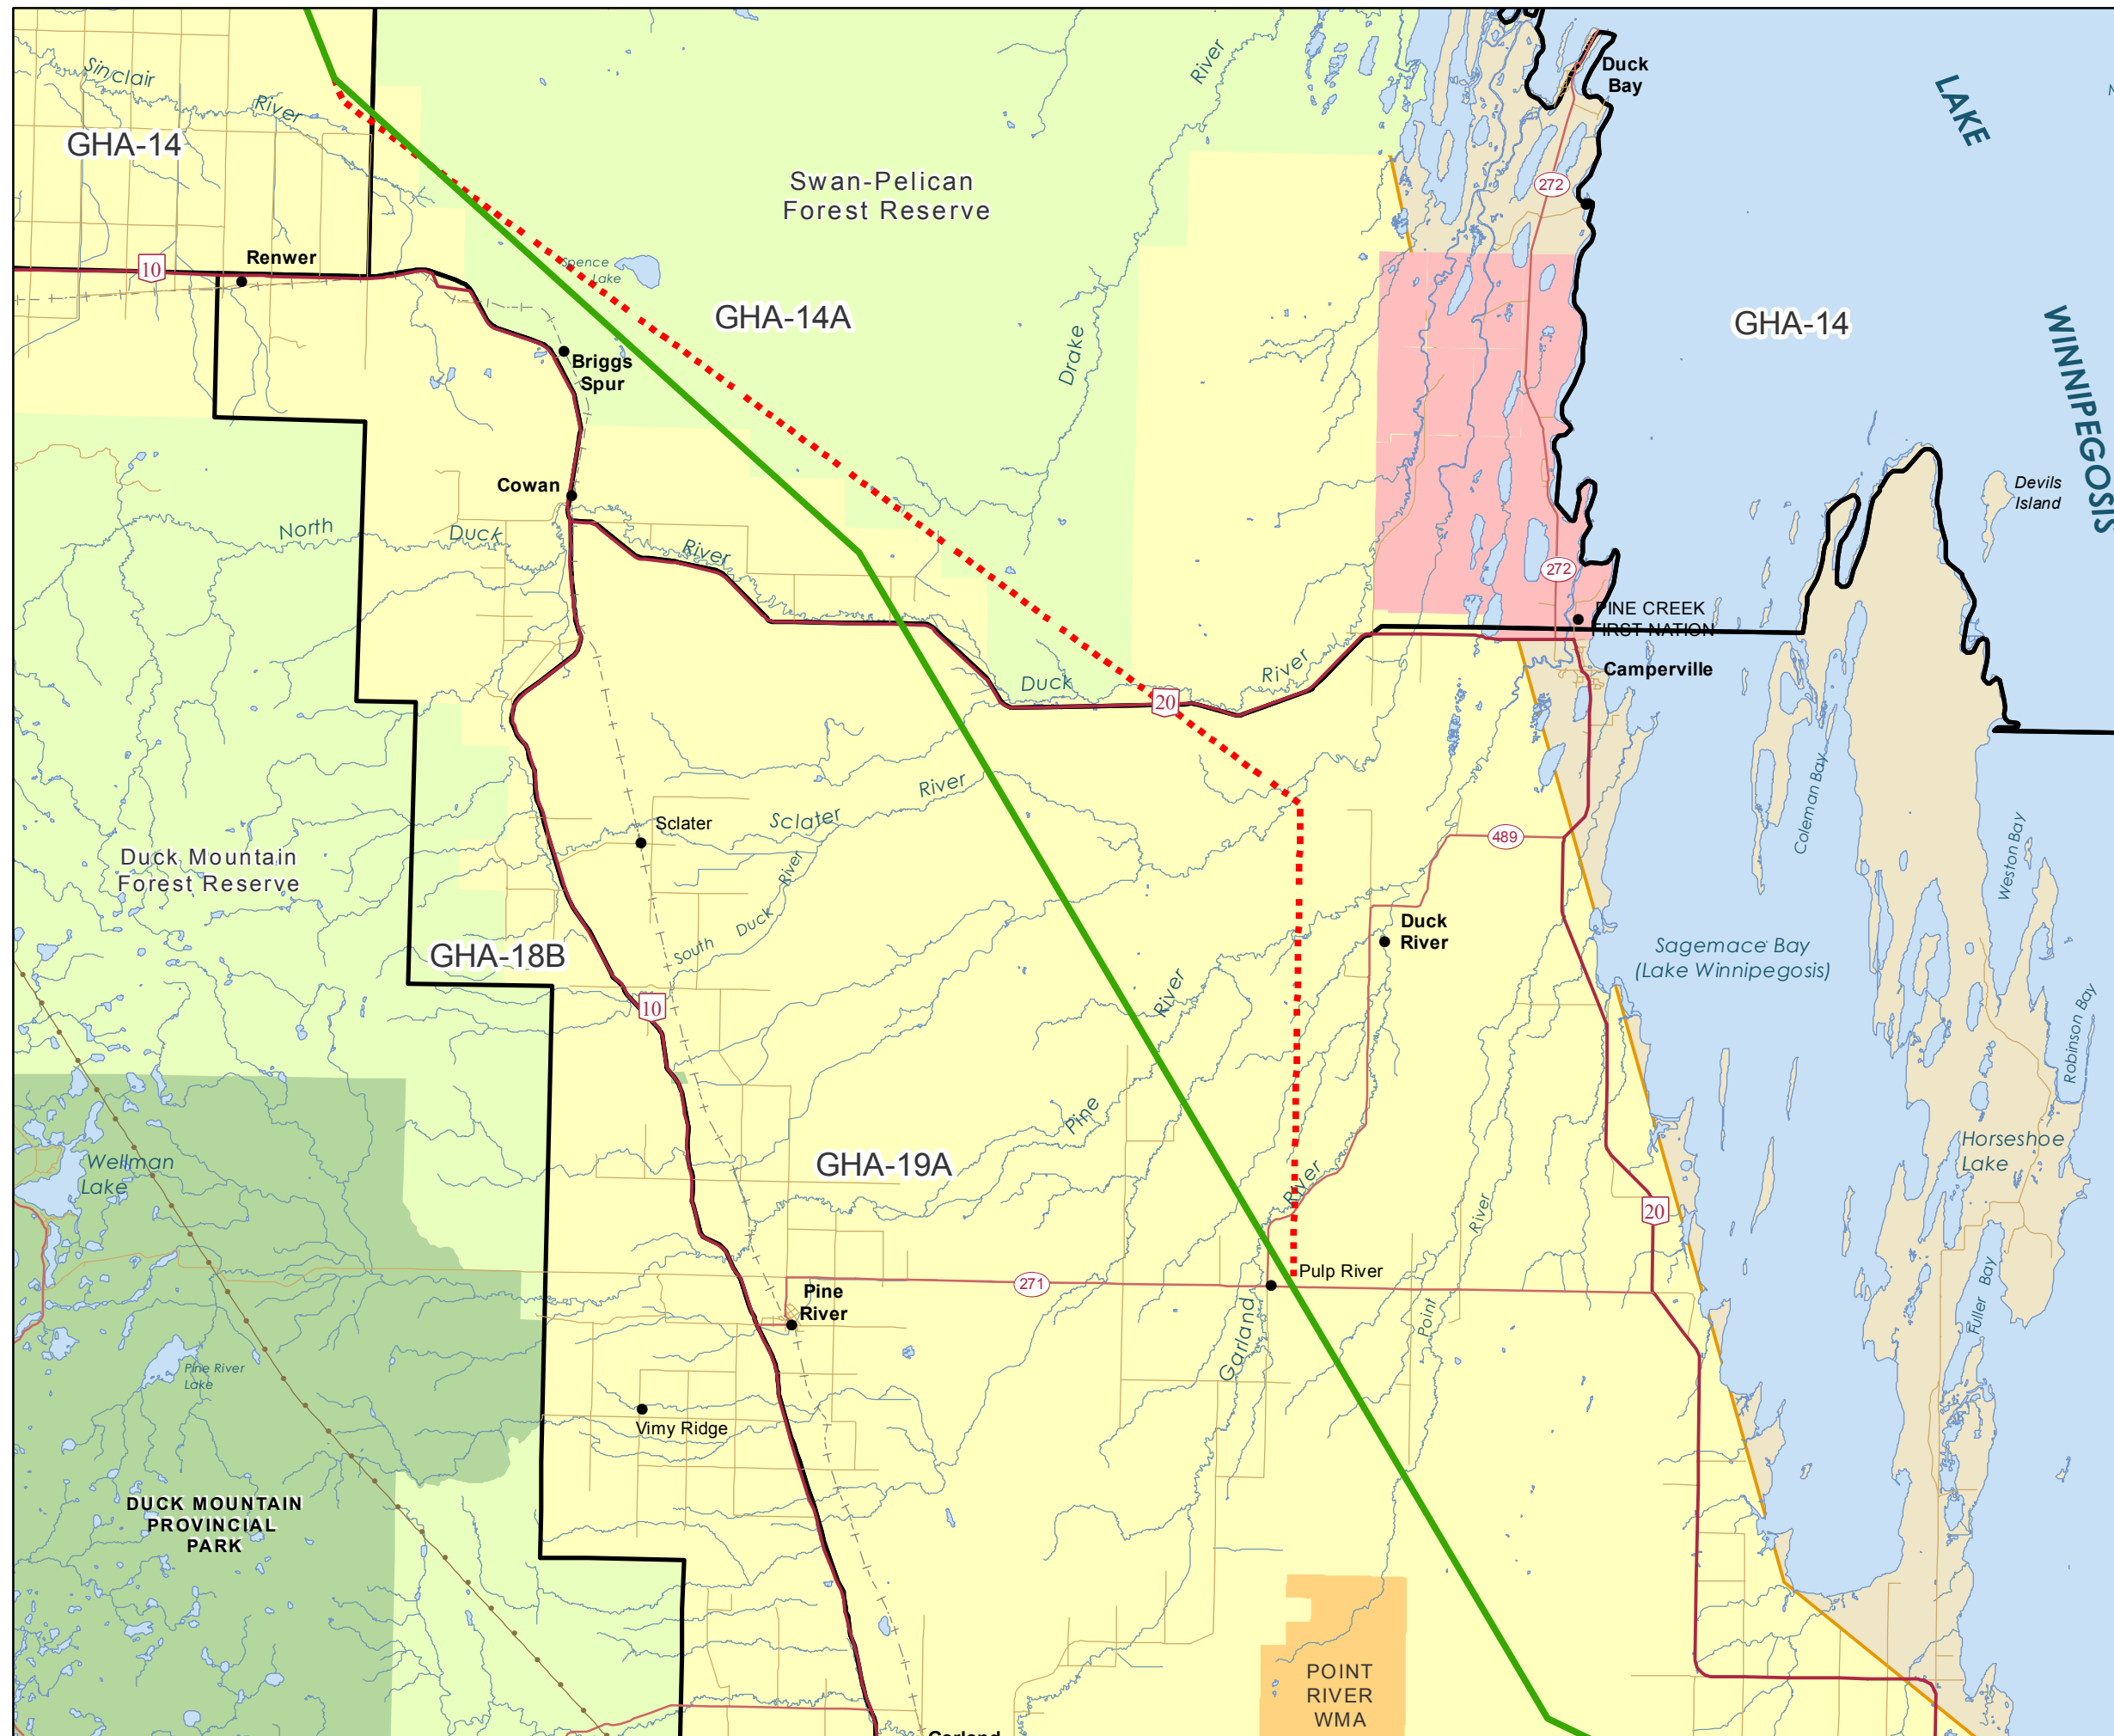 Duck
Bay
LAKE
Sinclair
River
River
272
GHA-14
Swan-Pelican
Forest Reserve
Renwer
10
Spence
Lake
GHA-14A
GHA-14
WINNIPEGOSIS
Drake
Briggs
Spur
Cowan
Devils
Island
North
Duck
River
272
PINE CREEK
FIRST NATION
Camperville
Duck
River
20
Sclater
River
Sclater
489
Coleman Bay
Weston Bay
Duck Mountain
Forest Reserve
South
Duck
River
Duck
River
GHA-18B
Sagemace Bay
(Lake Winnipegosis)
10
River
Robinson Bay
Pine
Wellman
Lake
GHA-19A
Horseshoe
Lake
River
River
20
271
Pulp River
Pine
River
Garland
Point
Fuller Bay
Pine River
Lake
Vimy Ridge
DUCK MOUNTAIN
PROVINCIAL
PARK
POINT
RIVER
WMA
Garland